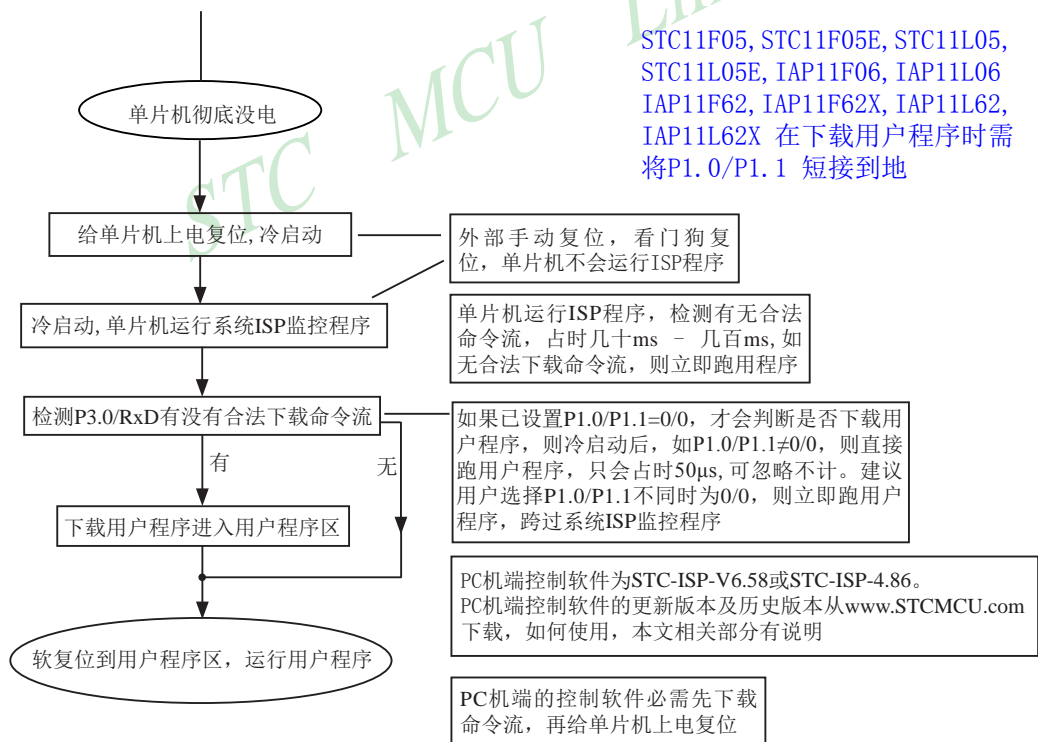 STC MCU
STC11F05,STC11F05E,STC11L05,
STC11L05E,IAP11F06,IAP11L06
IAP11F62,IAP11F62X,IAP11L62,
IAP11L62X 在下载用户程序时需
将P1.0/P1.1 短接到地
单片机彻底没电
给单片机上电复位,冷启动
外部手动复位，看门狗复
位，单片机不会运行ISP程序
冷启动,单片机运行系统ISP监控程序
单片机运行ISP程序，检测有无合法
命令流，占时几十ms － 几百ms,如
无合法下载命令流，则立即跑用程序
检测P3.0/RxD有没有合法下载命令流
如果已设置P1.0/P1.1=0/0，才会判断是否下载用
户程序，则冷启动后，如P1.0/P1.1≠0/0，则直接
跑用户程序，只会占时50μs,可忽略不计。建议
用户选择P1.0/P1.1不同时为0/0，则立即跑用户
程序，跨过系统ISP监控程序
有
无
下载用户程序进入用户程序区
PC机端控制软件为STC-ISP-V6.58或STC-ISP-4.86。
PC机端控制软件的更新版本及历史版本从www.STCMCU.com
下载，如何使用，本文相关部分有说明
软复位到用户程序区，运行用户程序
PC机端的控制软件必需先下载
命令流，再给单片机上电复位